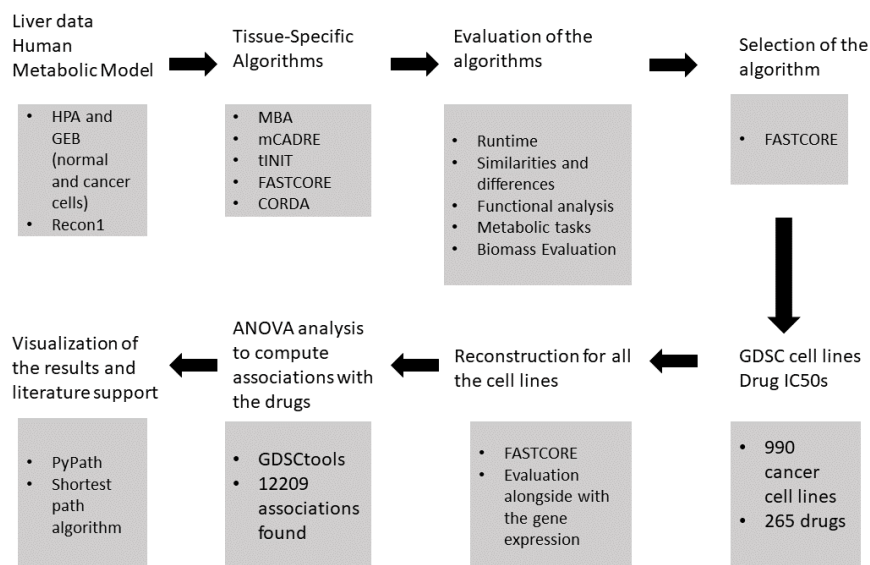 Liver data
Human
Metabolic Model
• HPA and
GEB
(normal
and cancer
cells)
• Recon1
Tissue-Specific
Algorithms
• MBA
• mCADRE
• tINIT
• FASTCORE
• CORDA
Evaluation of the
algorithms
• Runtime
• Similarities and
differences
• Functional analysis
• Metabolic tasks
• Biomass Evaluation
Selection of the
algorithm
• FASTCORE
GDSC cell lines
Drug IC50s
• 990
cancer
cell lines
• 265 drugs
Reconstruction for all
the cell lines
• FASTCORE
• Evaluation
alongside with
the gene
expression
ANOVA analysis
to compute
associations with
the drugs
• GDSCtools
• 12209
associations
found
Visualization of
the results and
literature support
• PyPath
• Shortest
path
algorithm